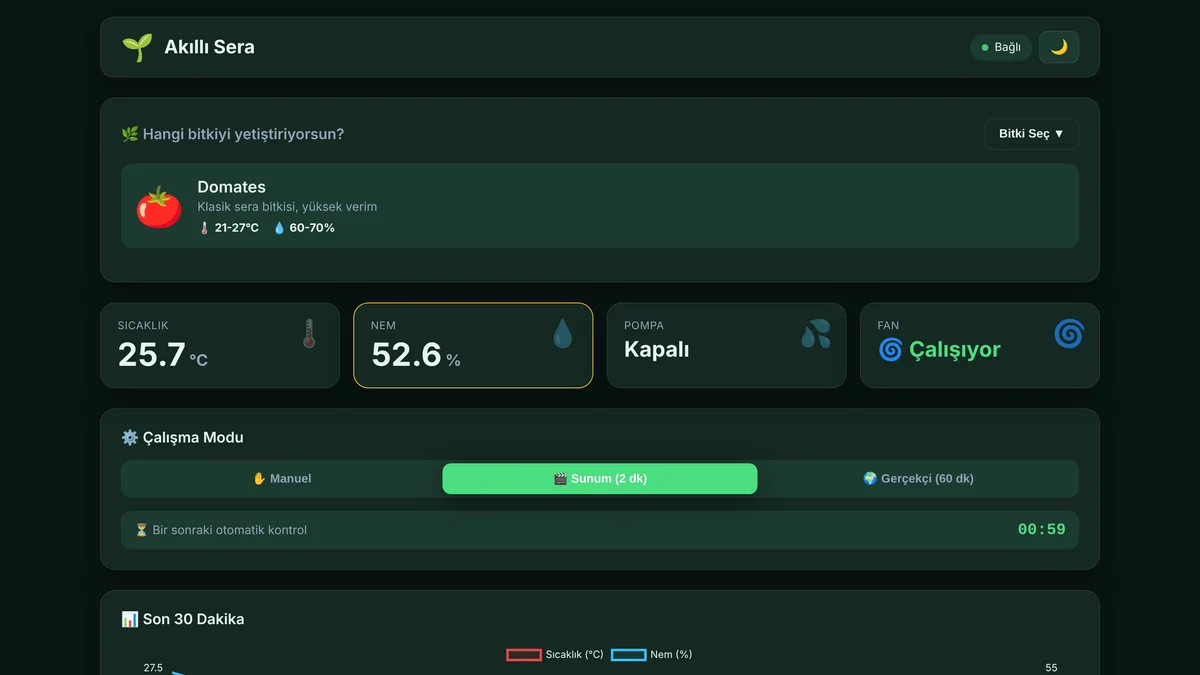 Akıllı Sera
Bağlı
Hangi bitkiyi yetiştiriyorsun?
Bitki Seç ▼
Domates
Klasik sera bitkisi, yüksek verim
21-27°C 60-70%
SICAKLIK
25.7 °C
NEM
52.6 %
POMPA
Kapalı
FAN
Çalışıyor
Çalışma Modu
Manuel
Sunum (2 dk)
Gerçekçi (60 dk)
Bir sonraki otomatik kontrol
00:59
Son 30 Dakika
Sıcaklık (°C) Nem (%)
27.5
55